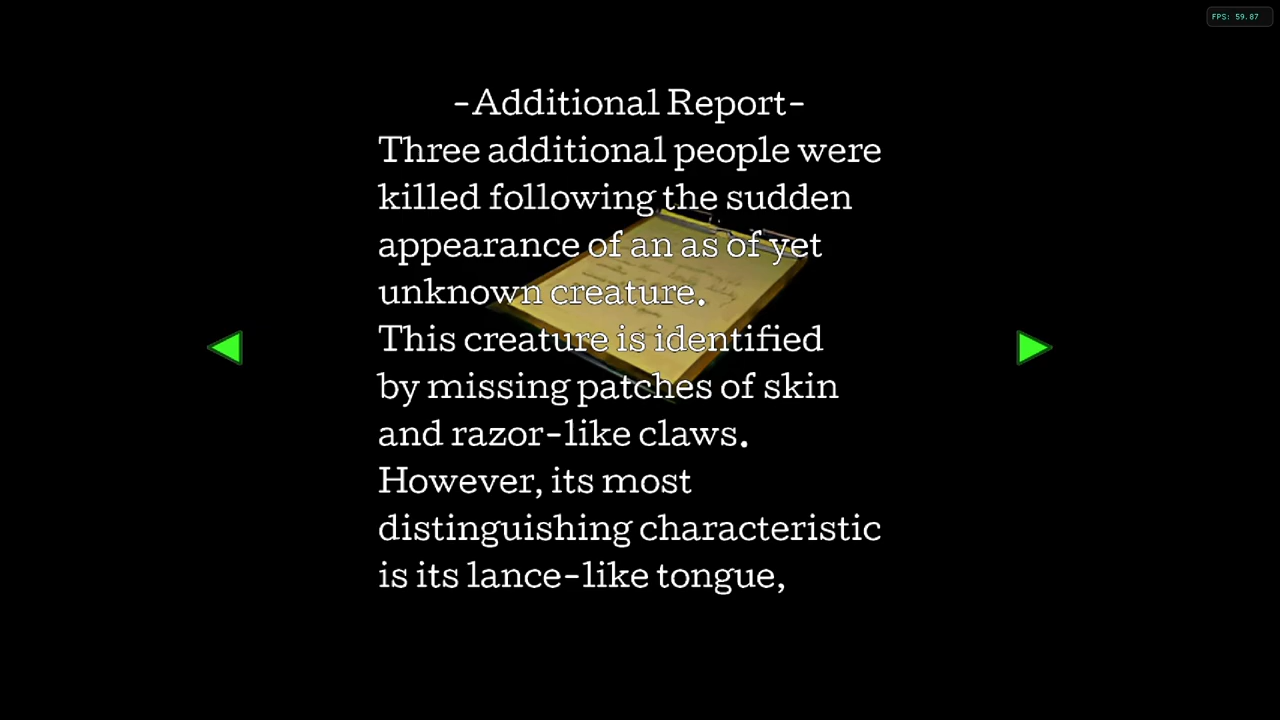 FPS: 59.87
-Additional Report-
Three additional people were
killed following the sudden
appearance of an as of yet
unknown creature.
This creature is identified
by missing patches of skin
and razor-like claws.
However, its most
distinguishing characteristic
is its lance-like tongue,